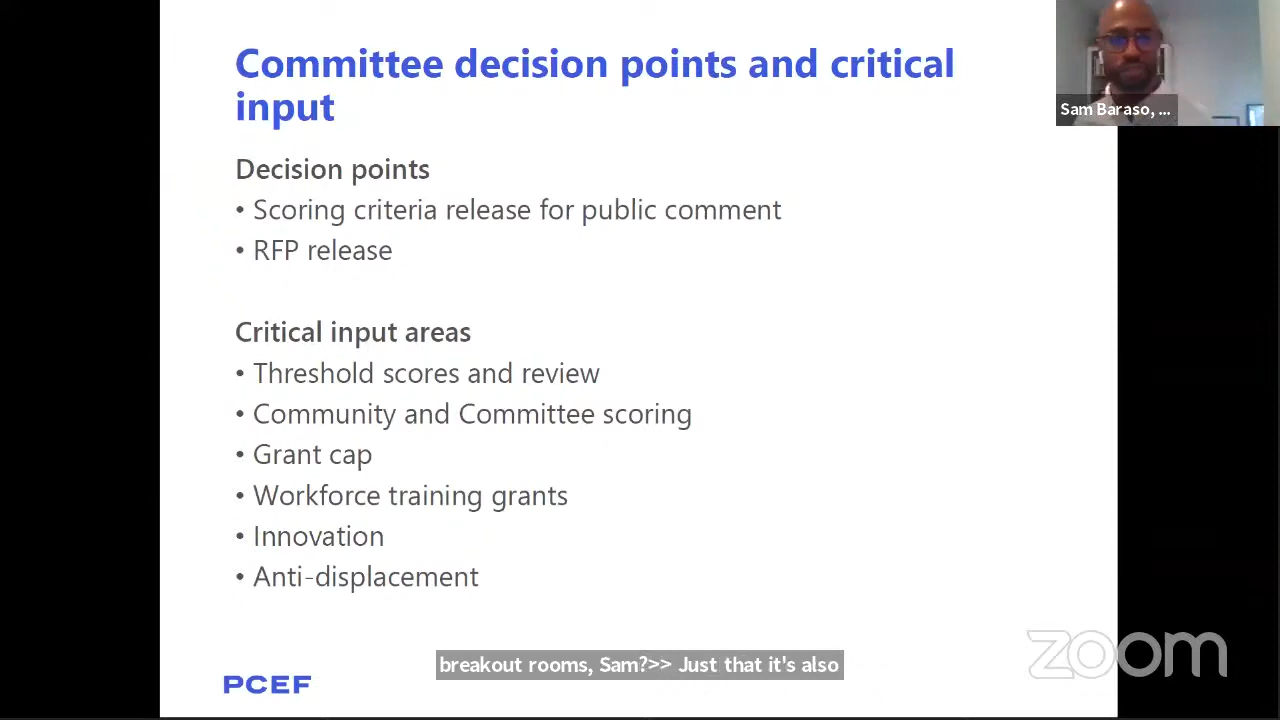 Committee decision points and critical
input
Decision points
• Scoring criteria release for public comment
• RFP release
Critical input areas
• Threshold scores and review
• Community and Committee scoring
• Grant cap
• Workforce training grants
• Innovation
• Anti-displacement
PCEF
breakout rooms, Sam?>> Just that it's also
Sam Baraso, ...
zoom